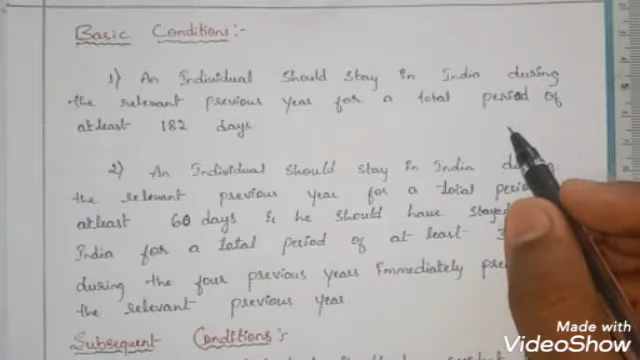 Basic Conditions:-
1) An Individual should stay in India during
the relevant previous year for a total period of
atleast 182 days
2) An Individual should stay in India
the relevant previous year for a total
atleast 60 days & he should have
India for a total period of at least
during the four previous years Immediately
the relevant previous year
Subsequent Conditions:
Made with
VideoShow